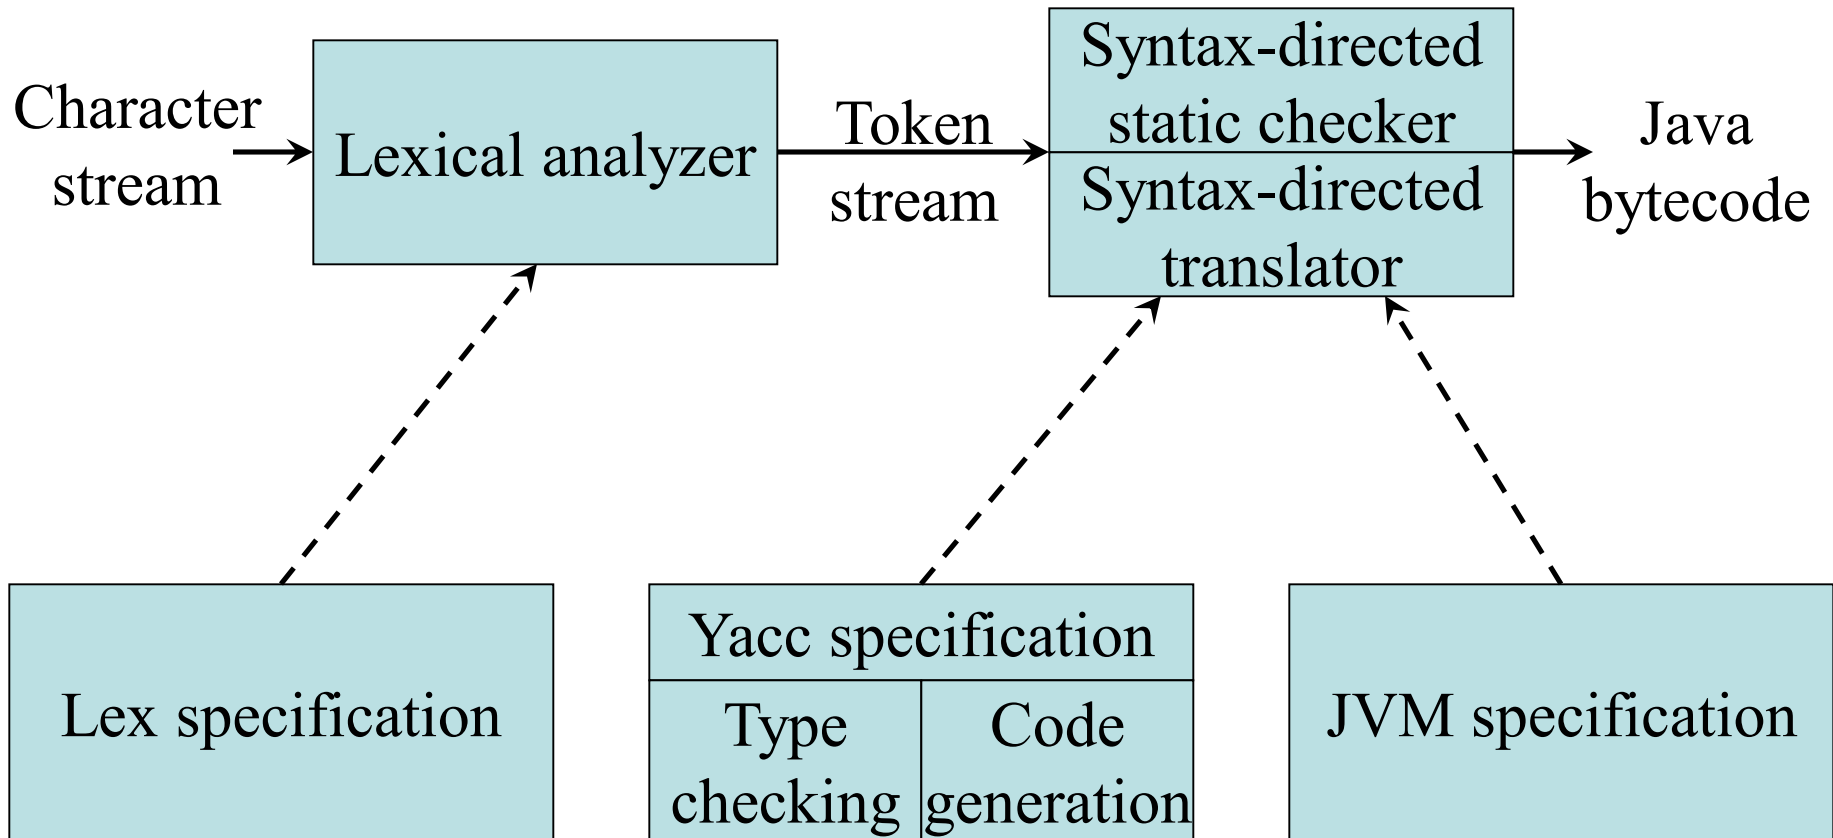 Character
stream
Lexical analyzer
Token
stream
Syntax-directed
static checker
Syntax-directed
translator
Java
bytecode
Lex specification
Yacc specification
Type
checking
Code
generation
JVM specification